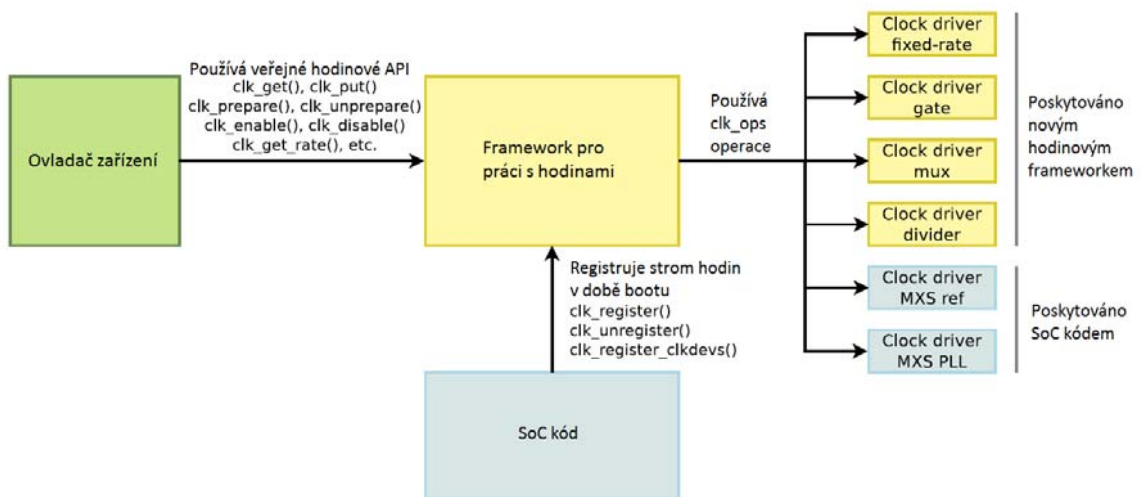 Clock driver
fixed-rate
Používá veřejné hodinové API
clk_get(), clk_put()
clk_prepare(), clk_unprepare()
clk_enable(), clk_disable()
clk_get_rate(), etc.
Ovladač zařízení
Framework pro
práci s hodinami
Používá
clk_ops
operace
Clock driver
gate
Clock driver
mux
Clock driver
divider
Poskytováno
novým
hodinovým
frameworkem
Registruje strom hodin
v době bootu
clk_register()
clk_unregister()
clk_register_clkdevs()
Clock driver
MXS ref
Clock driver
MXS PLL
Poskytováno
SoC kódem
SoC kód